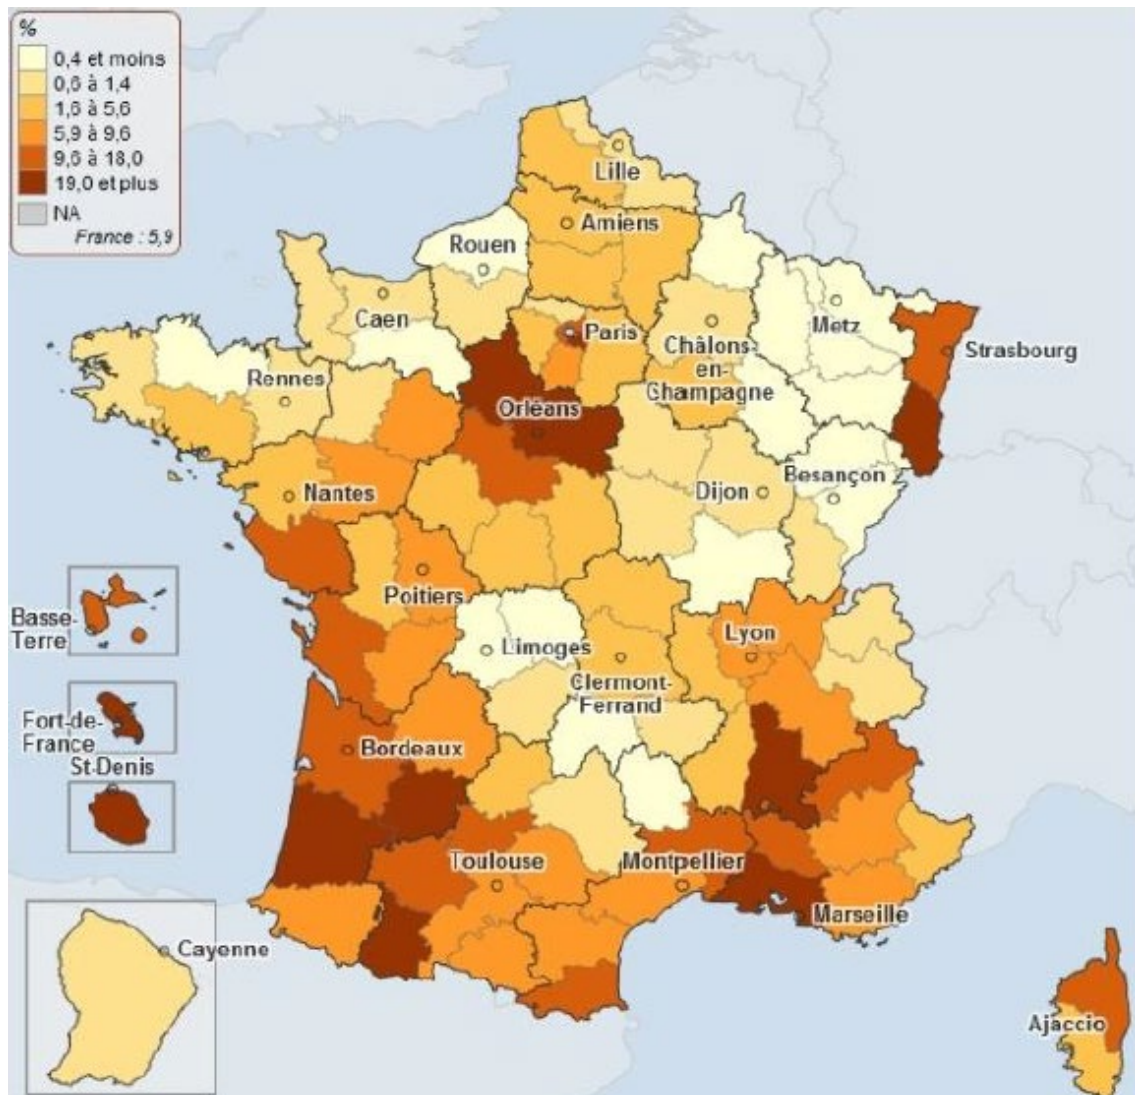 %
0,4 et moins
0,6 à 1,4
1,6 à 5,6
5,9 à 9,6
9,6 à 18,0
19,0 et plus
NA
France : 5,9
Lille
Amiens
Rouen
Caen
Paris
Metz
Châlons-
en-
Champagne
Strasbourg
Rennes
Orléans
Nantes
Dijon
Besançon
Poitiers
Basse-
Terre
Limoges
Lyon
Clermont-
Ferrand
Fort-de-
France
Bordeaux
St-Denis
Toulouse
Montpellier
Marseille
Cayenne
Ajaccio